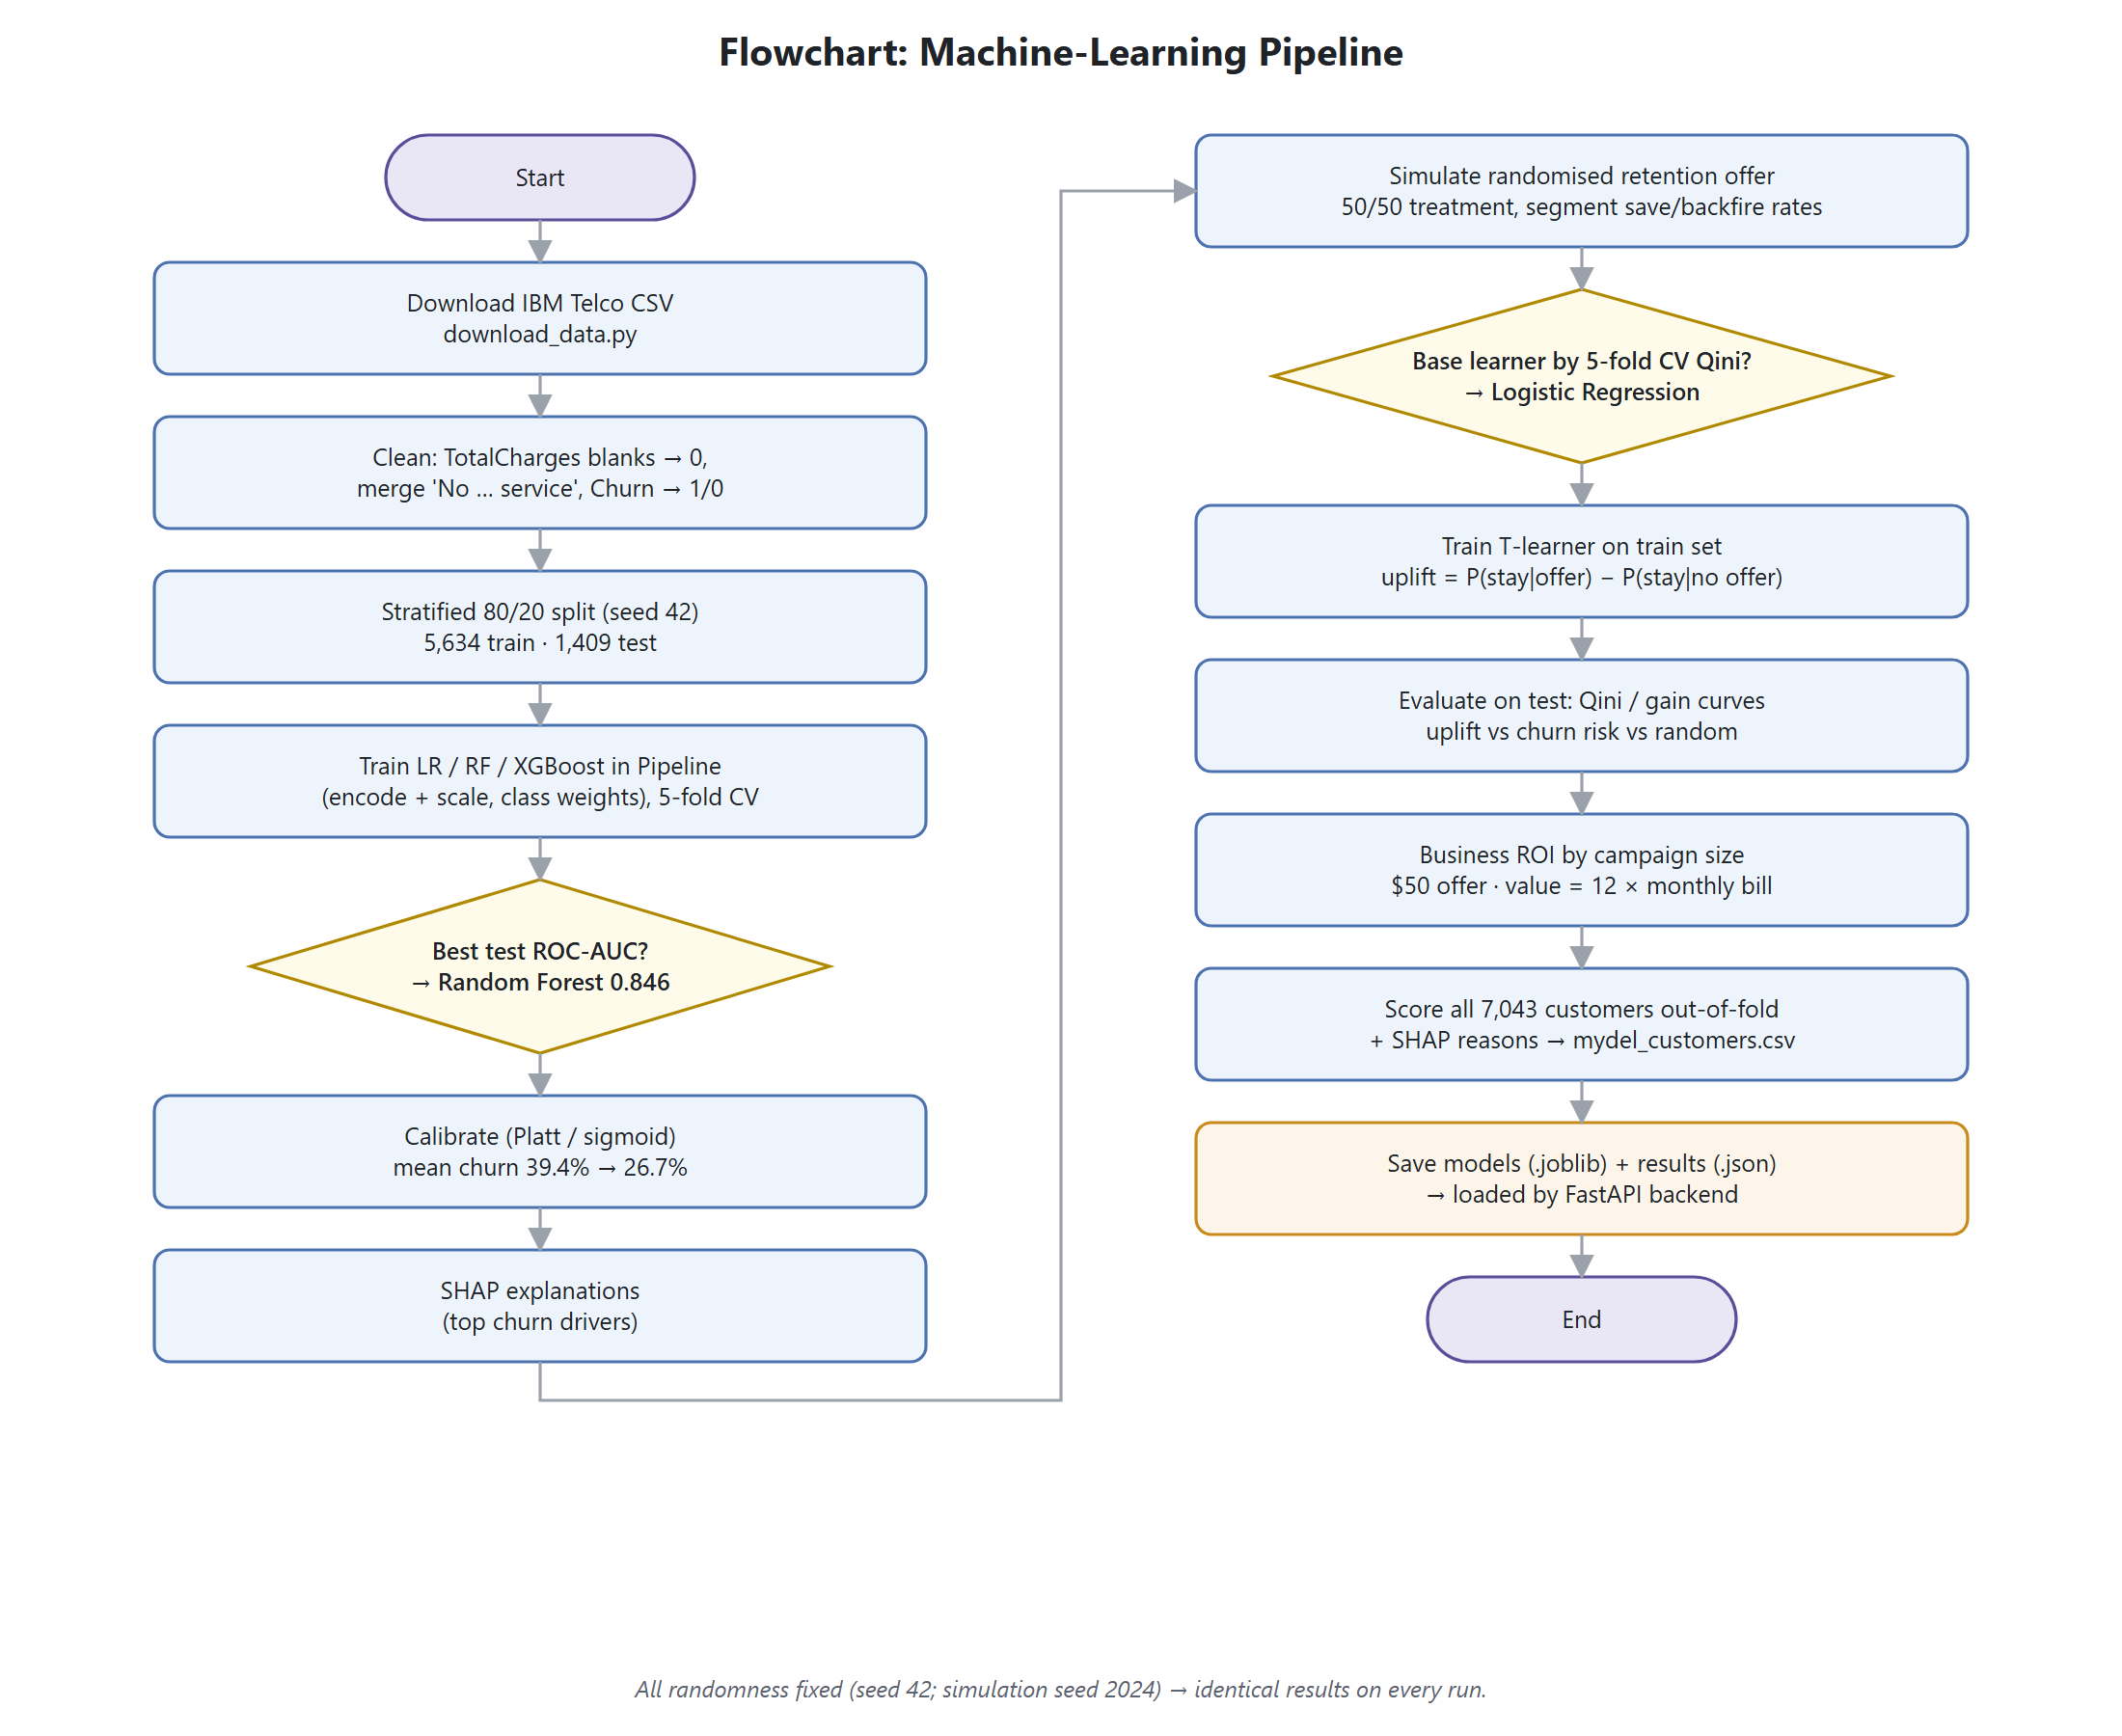 Flowchart: Machine-Learning Pipeline
Start
Download IBM Telco CSV
download_data.py
Clean: TotalCharges blanks → 0,
merge 'No ... service', Churn → 1/0
Stratified 80/20 split (seed 42)
5,634 train · 1,409 test
Train LR / RF / XGBoost in Pipeline
(encode + scale, class weights), 5-fold CV
Best test ROC-AUC?
→ Random Forest 0.846
Calibrate (Platt / sigmoid)
mean churn 39.4% → 26.7%
SHAP explanations
(top churn drivers)
Simulate randomised retention offer
50/50 treatment, segment save/backfire rates
Base learner by 5-fold CV Qini?
→ Logistic Regression
Train T-learner on train set
uplift = P(stay|offer) − P(stay|no offer)
Evaluate on test: Qini / gain curves
uplift vs churn risk vs random
Business ROI by campaign size
$50 offer · value = 12 × monthly bill
Score all 7,043 customers out-of-fold
+ SHAP reasons → mydel_customers.csv
Save models (.joblib) + results (.json)
→ loaded by FastAPI backend
End
All randomness fixed (seed 42; simulation seed 2024) → identical results on every run.